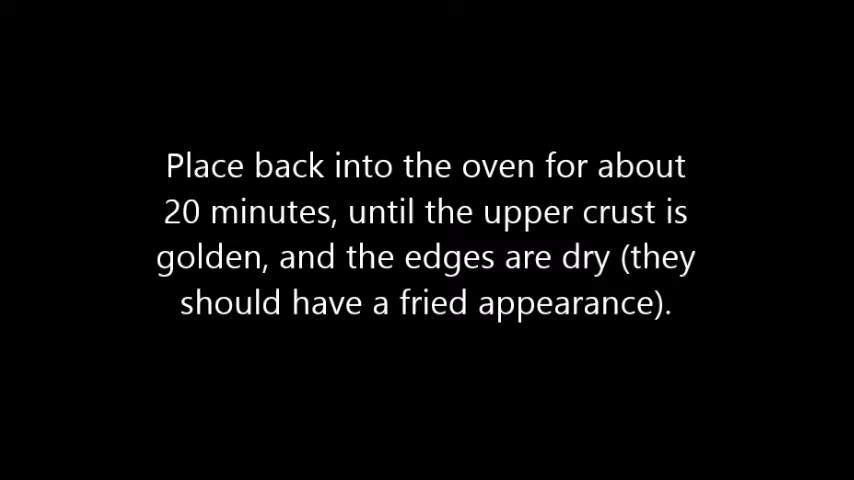 Place back into the oven for about
20 minutes, until the upper crust is
golden, and the edges are dry (they
should have a fried appearance).